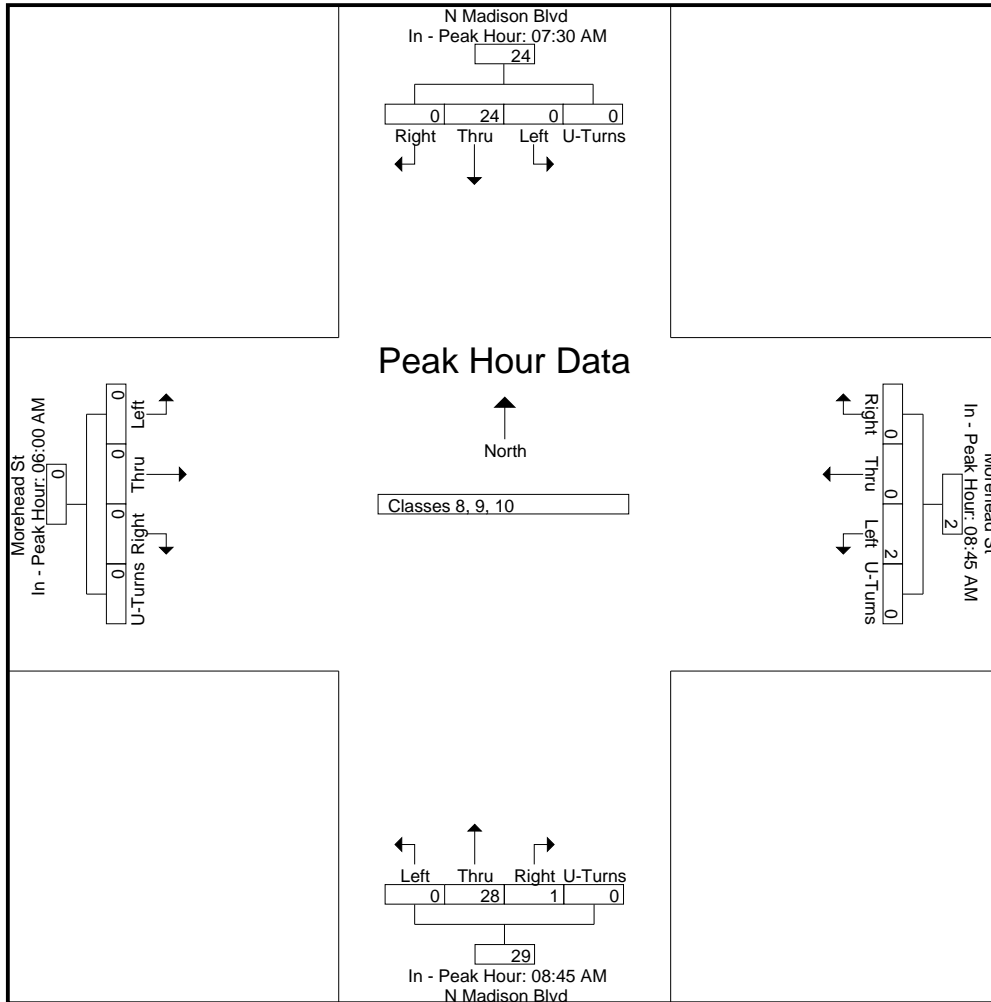 N Madison Blvd
In - Peak Hour: 07:30 AM
24
0 24 0 0
Right Thru Left U-Turns
Peak Hour Data
North
Classes 8, 9, 10
Morehead St
In - Peak Hour: 06:00 AM
0
0 0 0 0
Left Thru Right U-Turns
Morehead St
In - Peak Hour: 08:45 AM
2
0 0 2 0
Right Thru Left U-Turns
Left Thru Right U-Turns
0 28 1 0
29
In - Peak Hour: 08:45 AM
N Madison Blvd